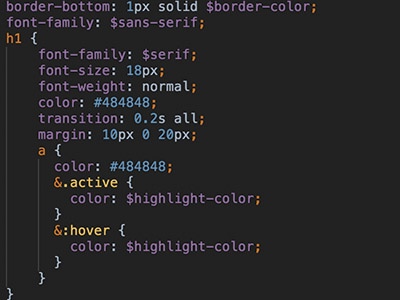 border-bottom: 1px solid $border-color;
font-family: $sans-serif;
h1 {
    font-family: $serif;
    font-size: 18px;
    font-weight: normal;
    color: #484848;
    transition: 0.2s all;
    margin: 10px 0 20px;
    a {
      color: #484848;
      &.active {
        color: $highlight-color;
      }
      &:hover {
        color: $highlight-color;
      }
    }
}